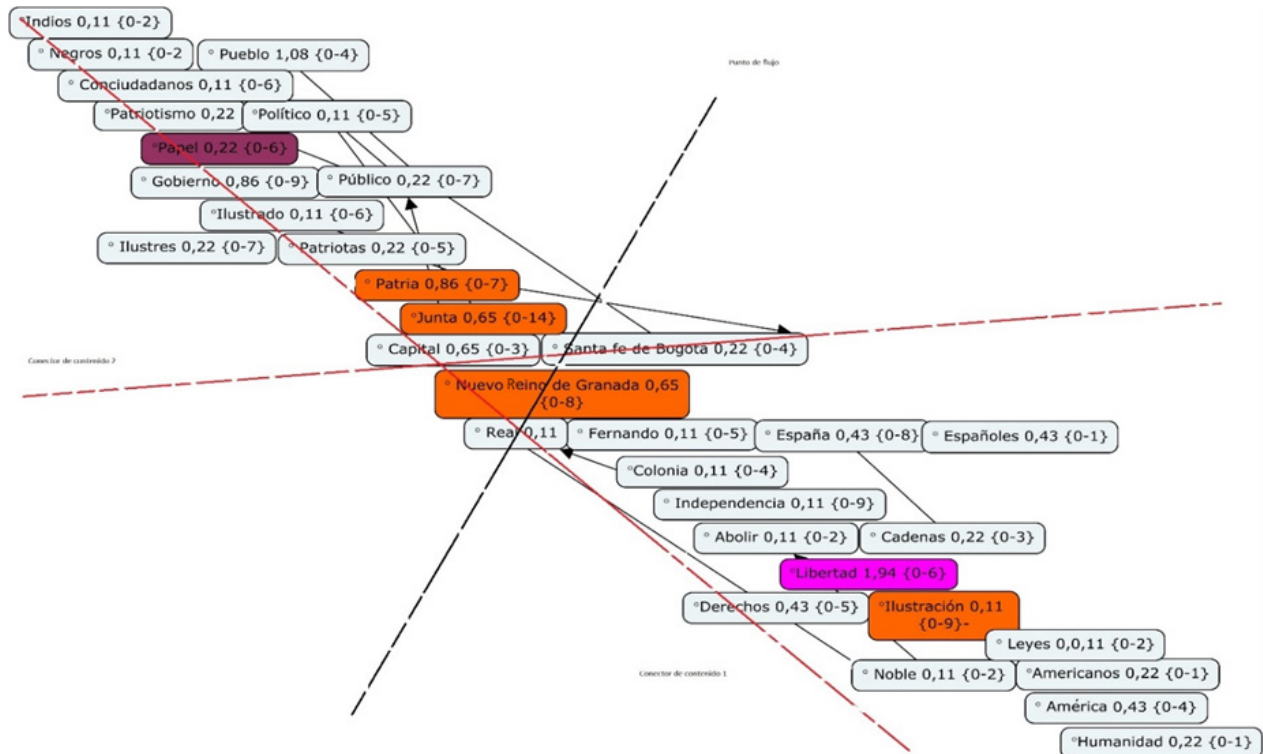 °Indios 0,11 {0-2}
° Negros 0,11 {0-2
° Pueblo 1,08 {0-4}
Punto de flujo
° Conciudadanos 0,11 {0-6}
°Patriotismo 0,22
°Político 0,11 {0-5}
°Papel 0,22 {0-6}
° Gobierno 0,86 {0-9}
° Público 0,22 {0-7}
°Ilustrado 0,11 {0-6}
° Ilustres 0,22 {0-7}
° Patriotas 0,22 {0-5}
° Patria 0,86 {0-7}
°Junta 0,65 {0-14}
° Capital 0,65 {0-3}
° Santa fe de Bogota 0,22 {0-4}
Conector de contenido 2
° Nuevo Reino de Granada 0,65
{0-8}
° Real 0,11
° Fernando 0,11 {0-5}
° España 0,43 {0-8}
° Españoles 0,43 {0-1}
°Colonia 0,11 {0-4}
° Independencia 0,11 {0-9}
° Abolir 0,11 {0-2}
° Cadenas 0,22 {0-3}
°Libertad 1,94 {0-6}
°Derechos 0,43 {0-5}
°Ilustración 0,11
{0-9}-
° Leyes 0,0,11 {0-2}
Conector de contenido 1
° Noble 0,11 {0-2}
°Americanos 0,22 {0-1}
° América 0,43 {0-4}
° Humanidad 0,22 {0-1}